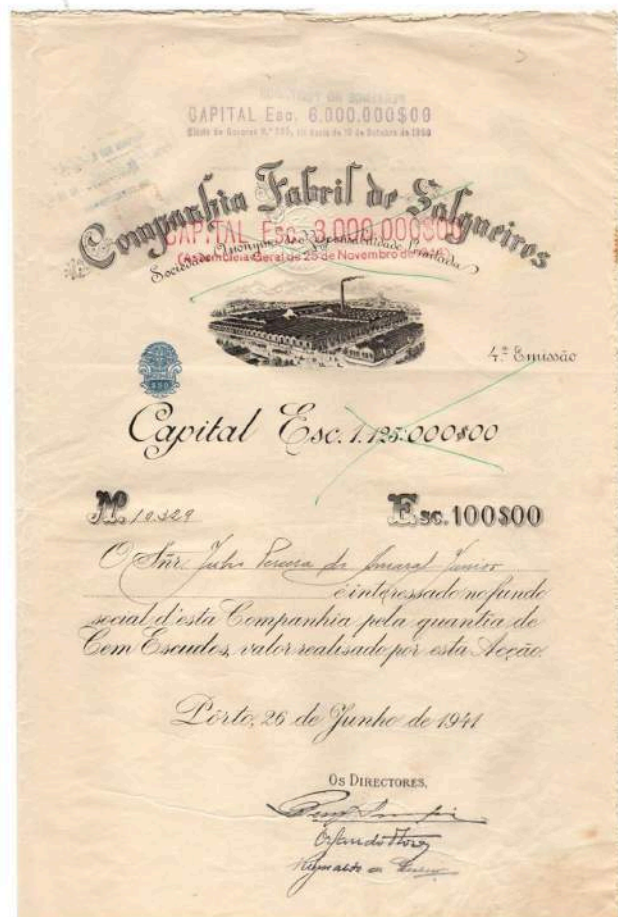 CAPITAL Esc. 6.000.000$00
Companhia Fabril de Salgueiros
CAPITAL Esc. 3.000.000$00
Sociedade Anonyma de Responsabilidade Limitada
(Assembleia Geral de 25 de Novembro de
4.ª Emissão
$50
Capital Esc. 1.125.000$00
Nº 10.329
Esc. 100$00
O Snr. Julio Pereira do Amaral Junior
é interessado no fundo
social d'esta Companhia pela quantia de
Cem Escudos, valor realisado por esta Acção.
Pôrto, 26 de Junho de 1941
OS DIRECTORES,